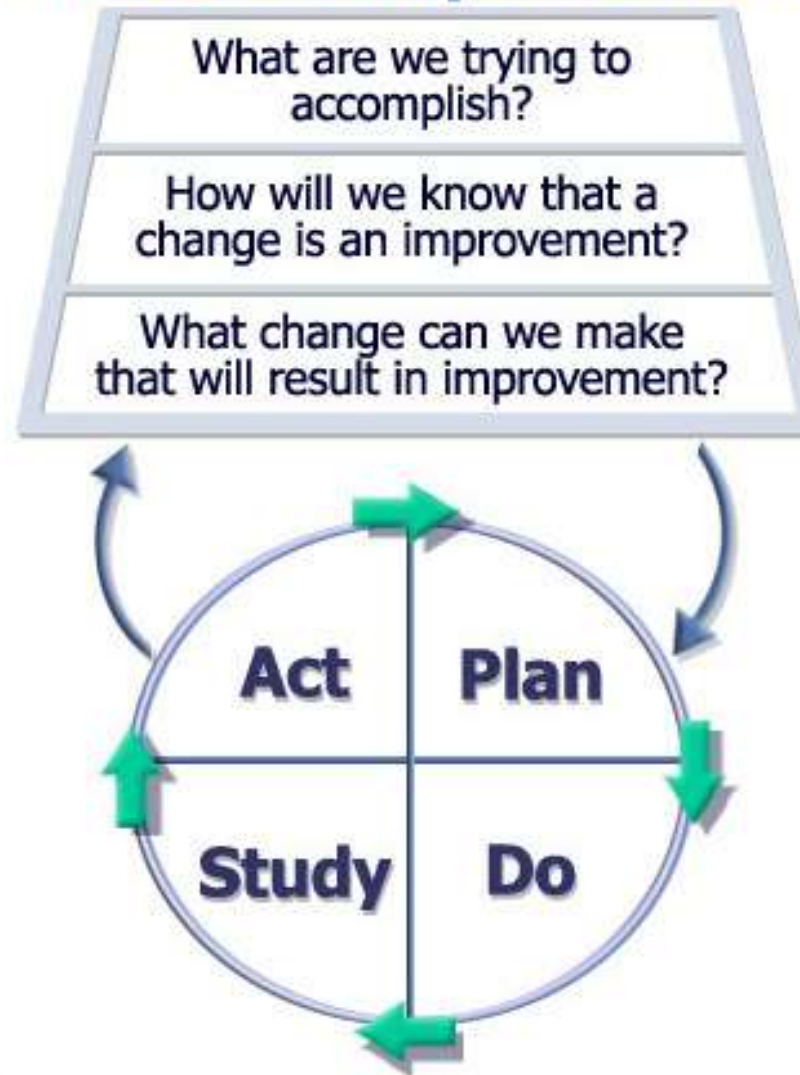 What are we trying to
accomplish?
How will we know that a
change is an improvement?
What change can we make
that will result in improvement?
Act
Plan
Study
Do